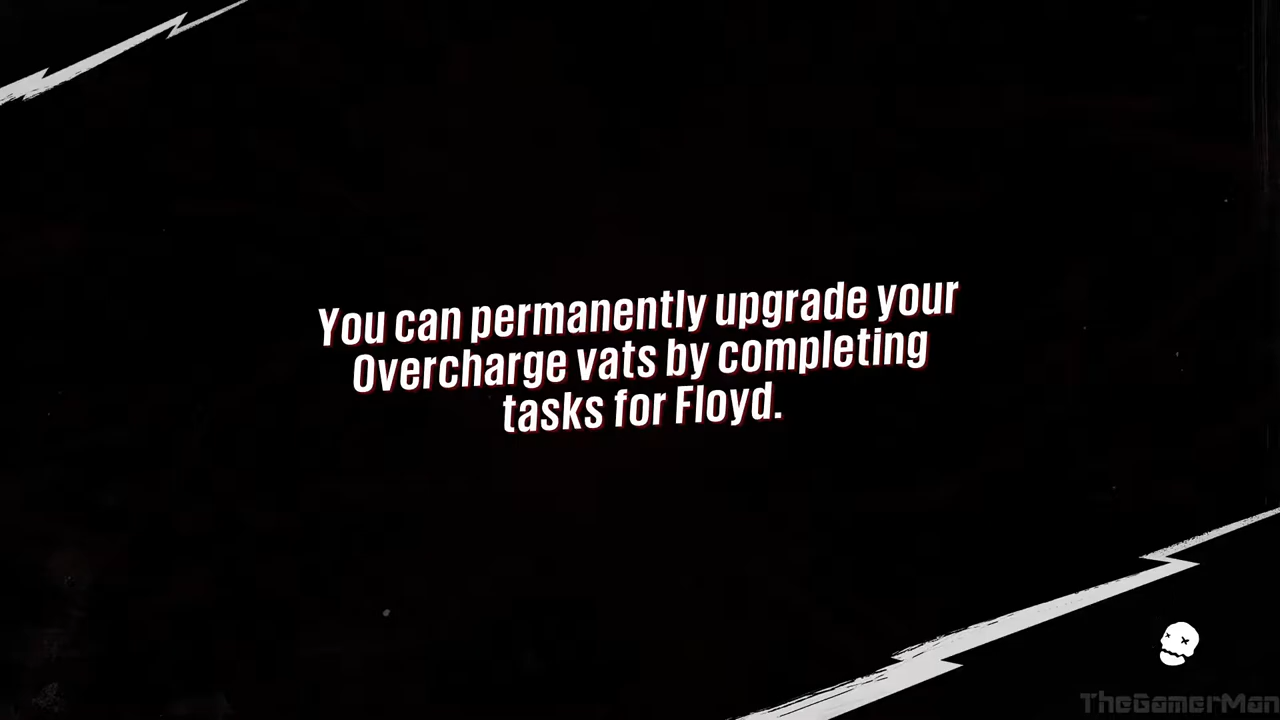 You can permanently upgrade your
Overcharge vats by completing
tasks for Floyd.
TheGamerMan